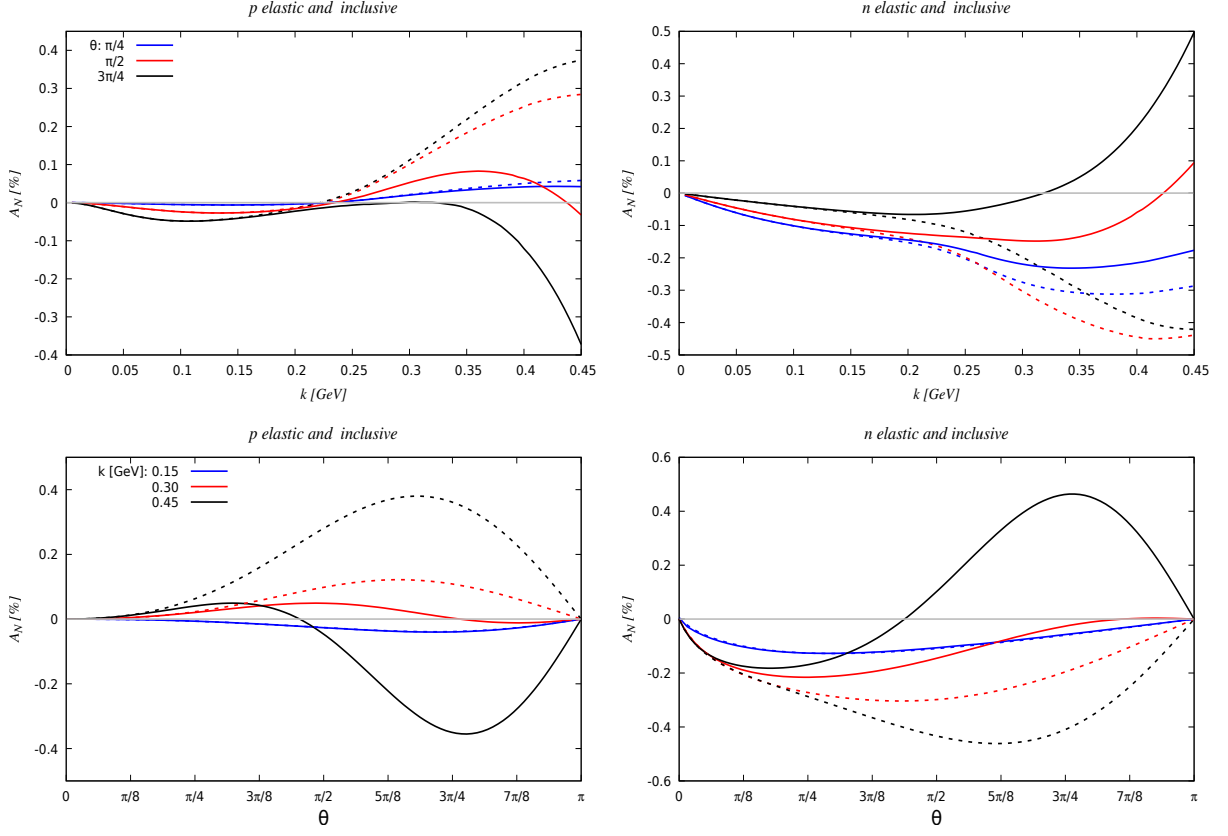 p elastic and inclusive
θ: π/4
π/2
3π/4
0.4
0.3
0.2
0.1
0
-0.1
-0.2
-0.3
-0.4
A_N [%]
0 0.05 0.1 0.15 0.2 0.25 0.3 0.35 0.4 0.45
k [GeV]
n elastic and inclusive
0.5
0.4
0.3
0.2
0.1
0
-0.1
-0.2
-0.3
-0.4
-0.5
A_N [%]
0 0.05 0.1 0.15 0.2 0.25 0.3 0.35 0.4 0.45
k [GeV]
p elastic and inclusive
k [GeV]: 0.15
0.30
0.45
0.4
0.2
0
-0.2
-0.4
A_N [%]
0 π/8 π/4 3π/8 π/2 5π/8 3π/4 7π/8 π
θ
n elastic and inclusive
0.6
0.4
0.2
0
-0.2
-0.4
-0.6
A_N [%]
0 π/8 π/4 3π/8 π/2 5π/8 3π/4 7π/8 π
θ